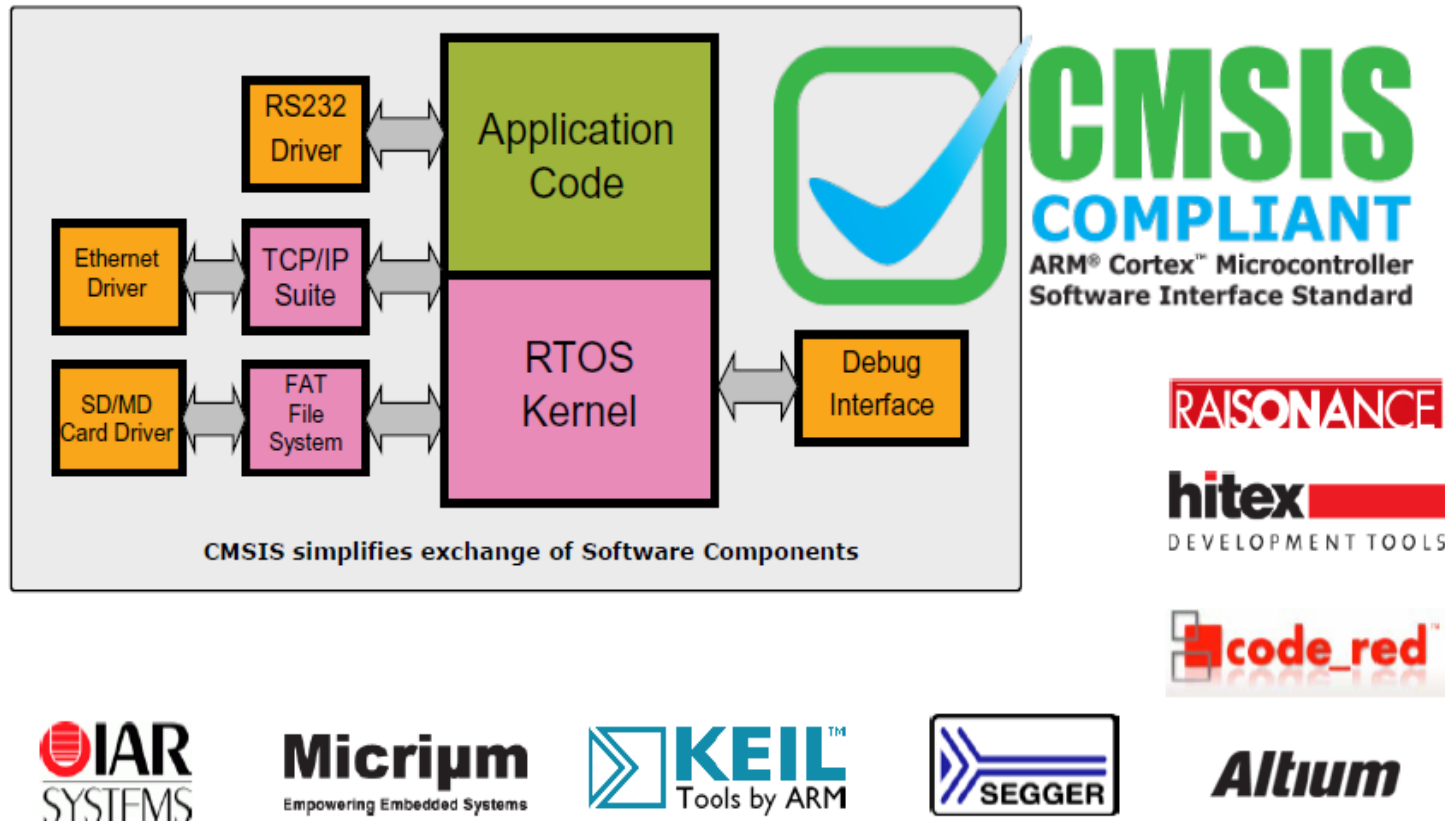 RS232
Driver
Application
Code
Ethernet
Driver
TCP/IP
Suite
SD/MD
Card Driver
FAT
File
System
RTOS
Kernel
Debug
Interface
CMSIS simplifies exchange of Software Components
CMSIS
COMPLIANT
ARM® Cortex™ Microcontroller
Software Interface Standard
RAISONANCE
hitex
DEVELOPMENT TOOLS
code_red™
IAR
SYSTEMS
Micriµm
Empowering Embedded Systems
KEIL™
Tools by ARM
SEGGER
Altium